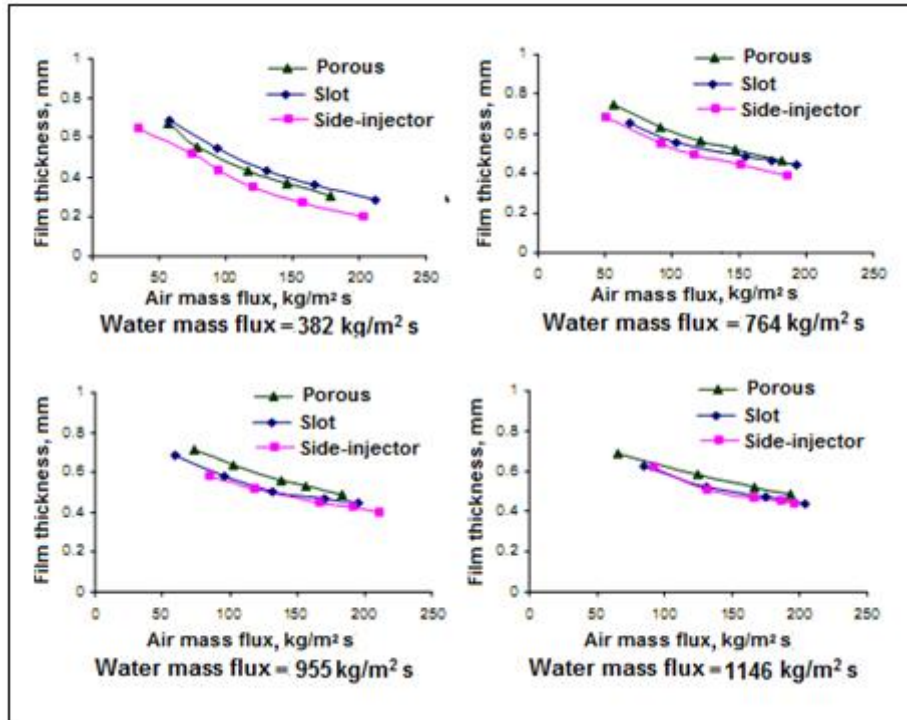 Film thickness, mm
1
0.8
0.6
0.4
0.2
0
Porous
Slot
Side-injector
0 50 100 150 200 250
Air mass flux, kg/m² s
Water mass flux = 382 kg/m² s
Film thickness, mm
1
0.8
0.6
0.4
0.2
0
Porous
Slot
Side-injector
0 50 100 150 200 250
Air mass flux, kg/m² s
Water mass flux = 764 kg/m² s
Film thickness, mm
1
0.8
0.6
0.4
0.2
0
Porous
Slot
Side-injector
0 50 100 150 200 250
Air mass flux, kg/m² s
Water mass flux = 955 kg/m² s
Film thickness, mm
1
0.8
0.6
0.4
0.2
0
Porous
Slot
Side-injector
0 50 100 150 200 250
Air mass flux, kg/m² s
Water mass flux =1146 kg/m² s